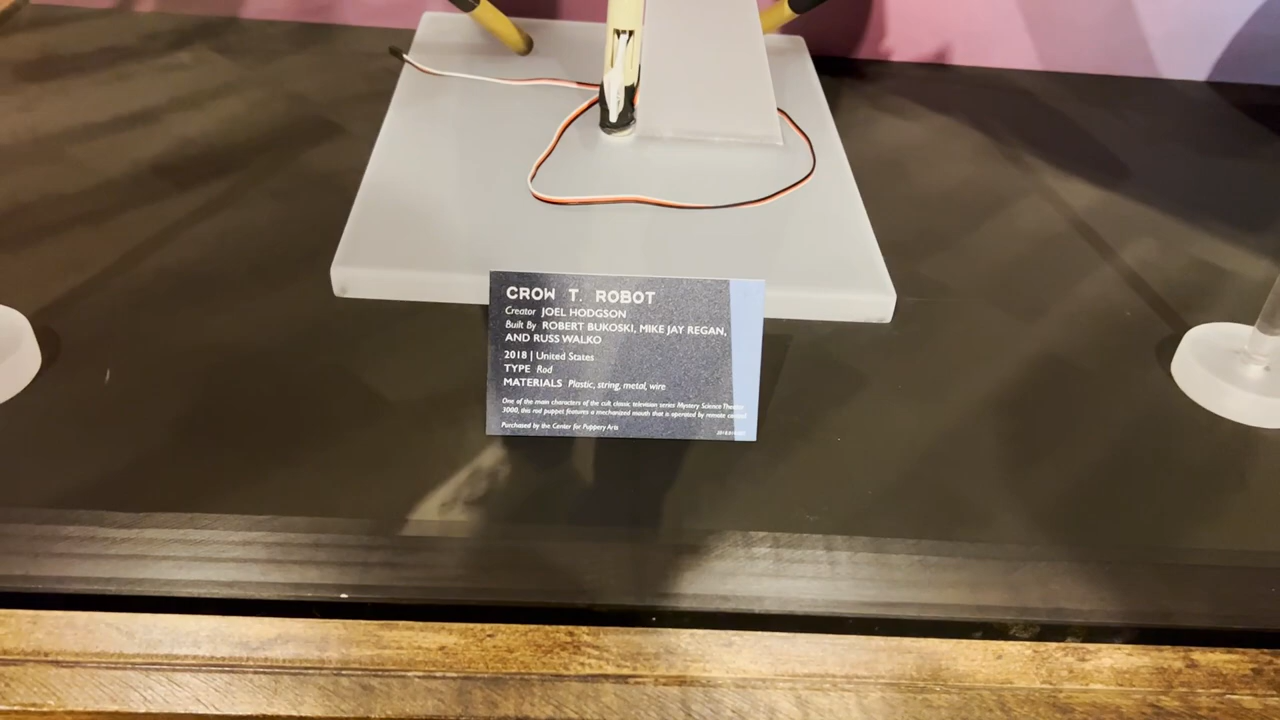 CROW T. ROBOT
Creator JOEL HODGSON
Built By ROBERT BUKOSKI, MIKE JAY REGAN,
AND RUSS WALKO
2018 | United States
TYPE Rod
MATERIALS Plastic, string, metal, wire
One of the main characters of the cult classic television series Mystery Science Theater
3000, this rod puppet features a mechanized mouth that is operated by remote control
Purchased by the Center for Puppetry Arts